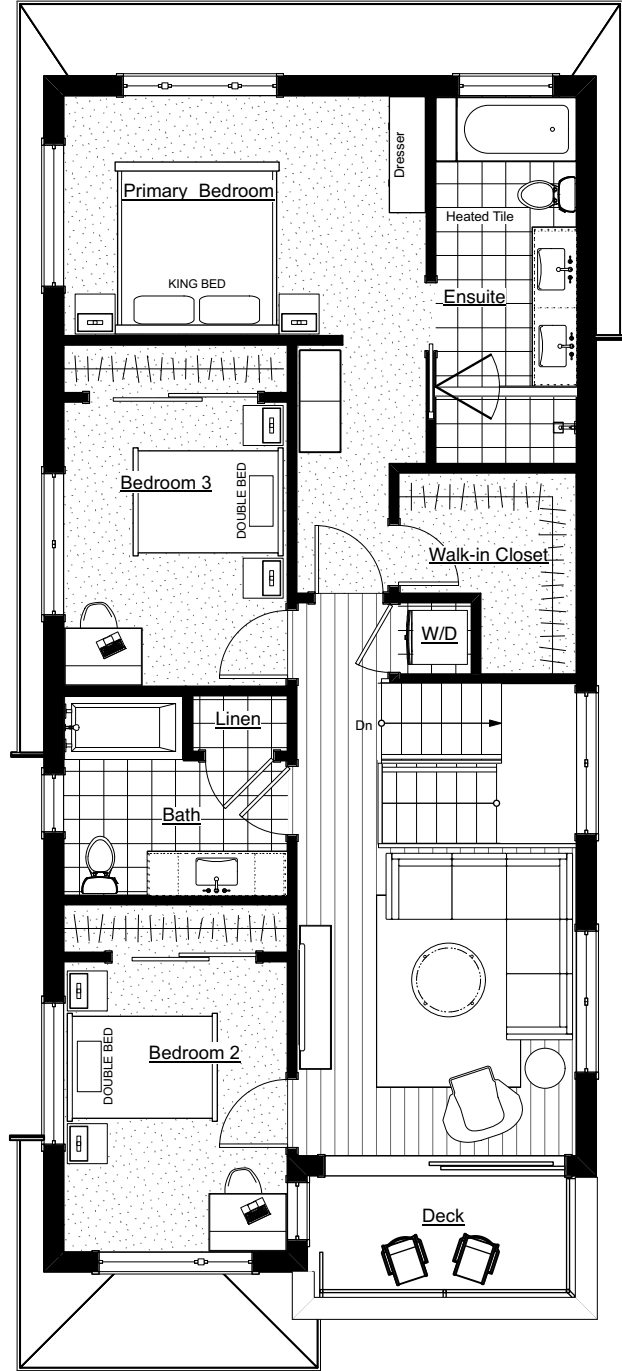 Primary Bedroom
Dresser
KING BED
Heated Tile
Ensuite
Bedroom 3
DOUBLE BED
Walk-in Closet
W/D
Linen
Dn
Bath
Bedroom 2
DOUBLE BED
Deck